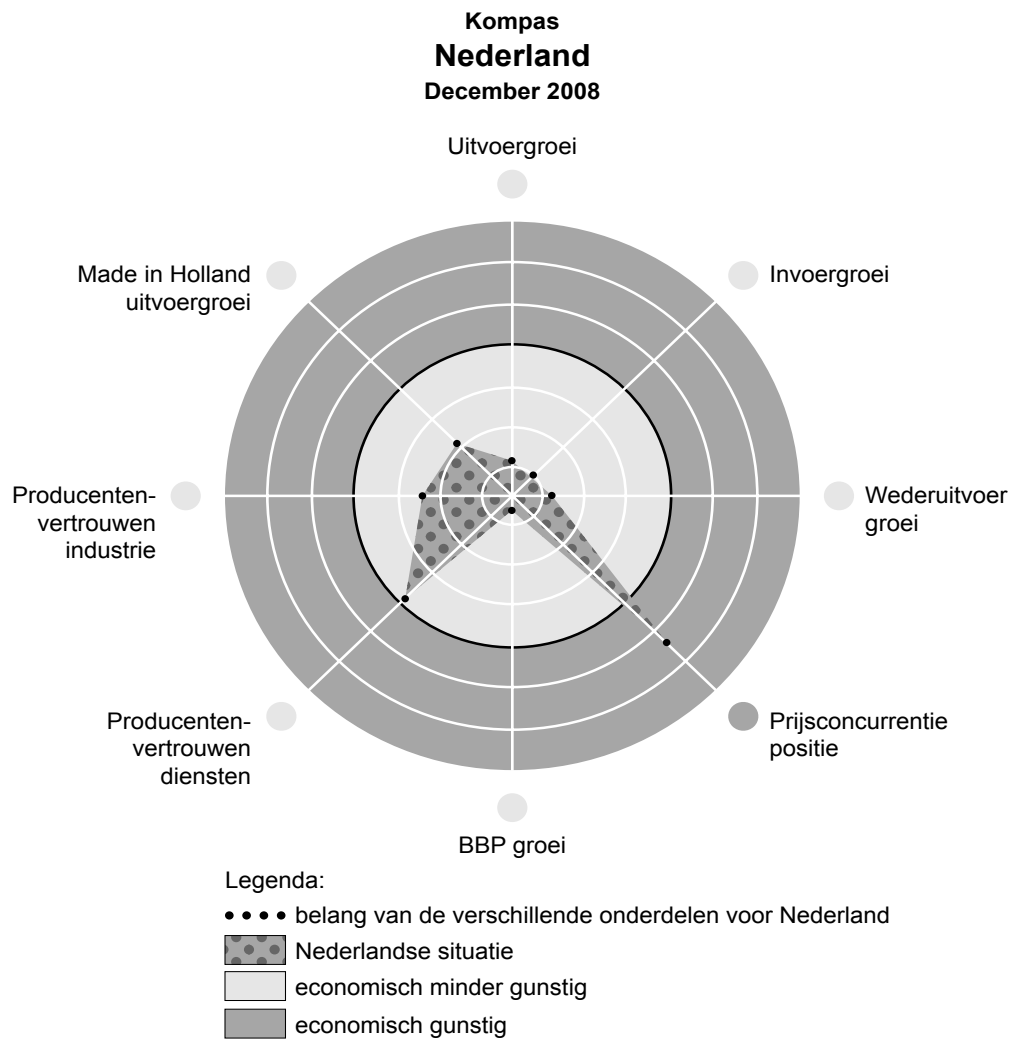 Kompas
Nederland
December 2008
Uitvoergroei
Made in Holland
uitvoergroei
Invoergroei
Producenten-
vertrouwen
industrie
Wederuitvoer
groei
Producenten-
vertrouwen
diensten
Prijsconcurrentie
positie
BBP groei
Legenda:
belang van de verschillende onderdelen voor Nederland
Nederlandse situatie
economisch minder gunstig
economisch gunstig